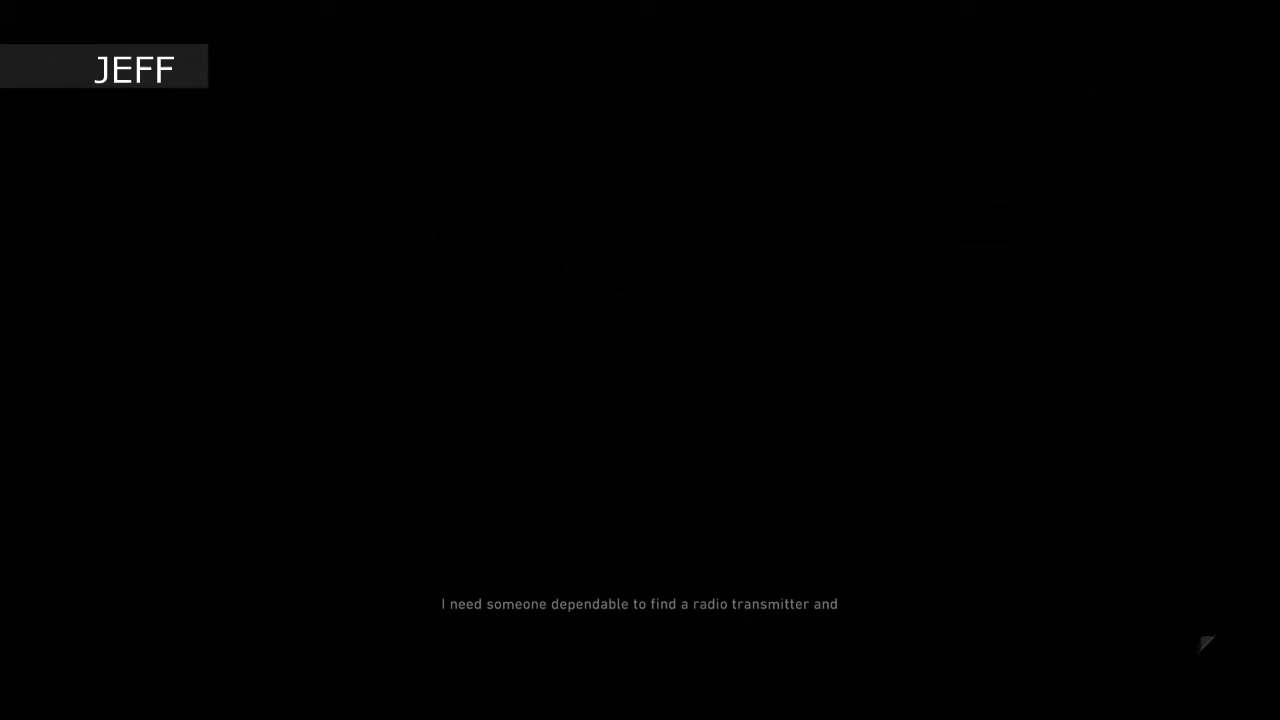 JEFF
I need someone dependable to find a radio transmitter and